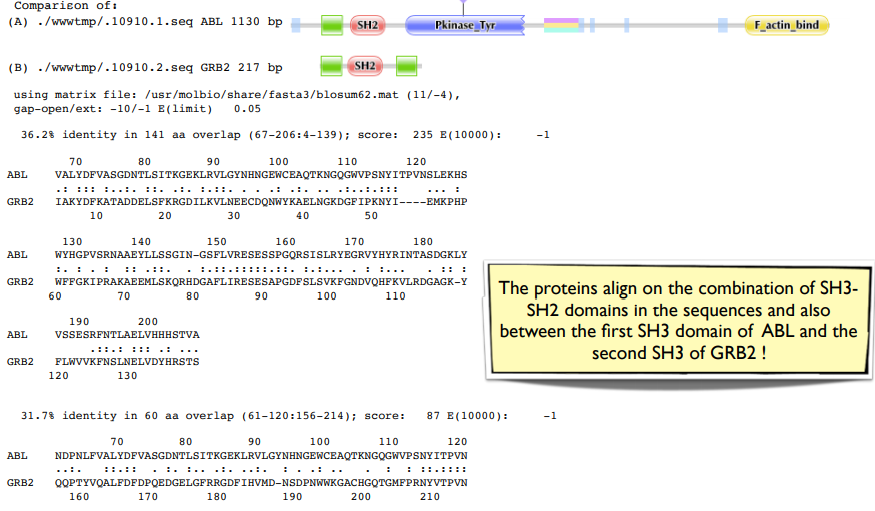 Comparison of:
(A) ./wwwtmp/.10910.1.seq ABL 1130 bp
SH2 Pkinase_Tyr F_actin_bind
(B) ./wwwtmp/.10910.2.seq GRB2 217 bp
SH2
using matrix file: /usr/molbio/share/fasta3/blosum62.mat (11/-4),
gap-open/ext: -10/-1 E(limit) 0.05
36.2% identity in 141 aa overlap (67-206:4-139); score: 235 E(10000): -1
70 80 90 100 110 120
ABL VALYDFVASGDNTLSITKGEKLRVLGYNHNGEWCEAQTKNGQGWVPSNYITPVNSLEKHS
.: ::: :. :.:. ::. :.:..:.: . . .: .: .: :.:..:.::: ... :
GRB2 IAKYDFKATADDELSFKRGDILKVLNEECDQNWYKAELNGKDGFIPKNYI----EMKPHP
10 20 30 40 50
130 140 150 160 170 180
ABL WYHGPVSRNAAEYLLSSGIN-GSFLVRESESSPGQRSISLRYEGRVYHYRINTASDGKLY
:. : . : :.: .:. . :.::.::::::.:: .:.:. . : ..:. . ...:: :
GRB2 WFFGKIPRAKAEEMLSKQRHDGAFLIRESESAPGDFSLSVKFGNDVQHFKVLRDGAGK-Y
60 70 80 90 100 110
190 200
ABL VSSESRFNTLAELVHHHSTVA
.::.: .:: .: ...
GRB2 FLWVVKFNSLNELVDYHRSTS
120 130
The proteins align on the combination of SH3-
SH2 domains in the sequences and also
between the first SH3 domain of ABL and the
second SH3 of GRB2 !
31.7% identity in 60 aa overlap (61-120:156-214); score: 87 E(10000): -1
70 80 90 100 110 120
ABL NDPNLFVALYDFVASGDNTLSITKGEKLRVLGYNHNGEWCEAQTKNGQGWVPSNYITPVN
..:. ::.:: . :. : .:. ..:. .. : . . .:. : .: ::.::::
GRB2 QQPTYVQALFDFDPQEDGELGFRRGDFIHVMD-NSDPNWWKGACHGQTGMFPRNYVTPVN
160 170 180 190 200 210